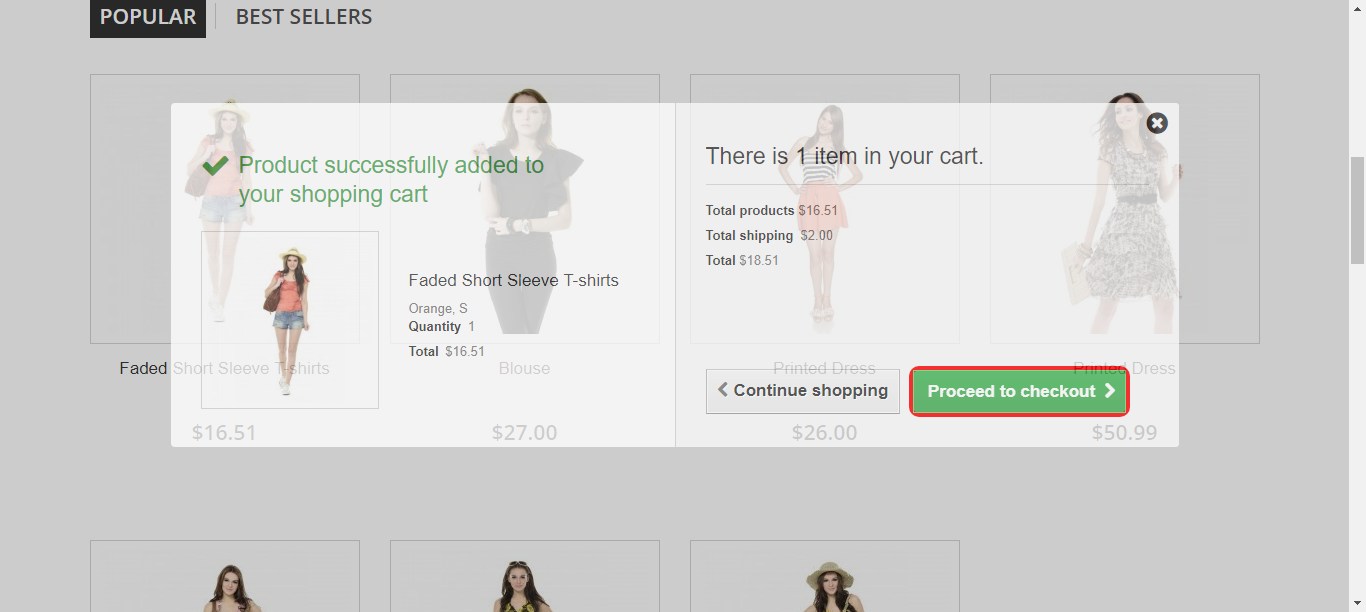 POPULAR
BEST SELLERS
Product successfully added to
your shopping cart
Faded Short Sleeve T-shirts
Orange, S
Quantity 1
Total $16.51
There is 1 item in your cart.
Total products $16.51
Total shipping $2.00
Total $18.51
Continue shopping
Proceed to checkout
Faded Short Sleeve T-shirts
Blouse
Printed Dress
Printed Dress
$16.51
$27.00
$26.00
$50.99